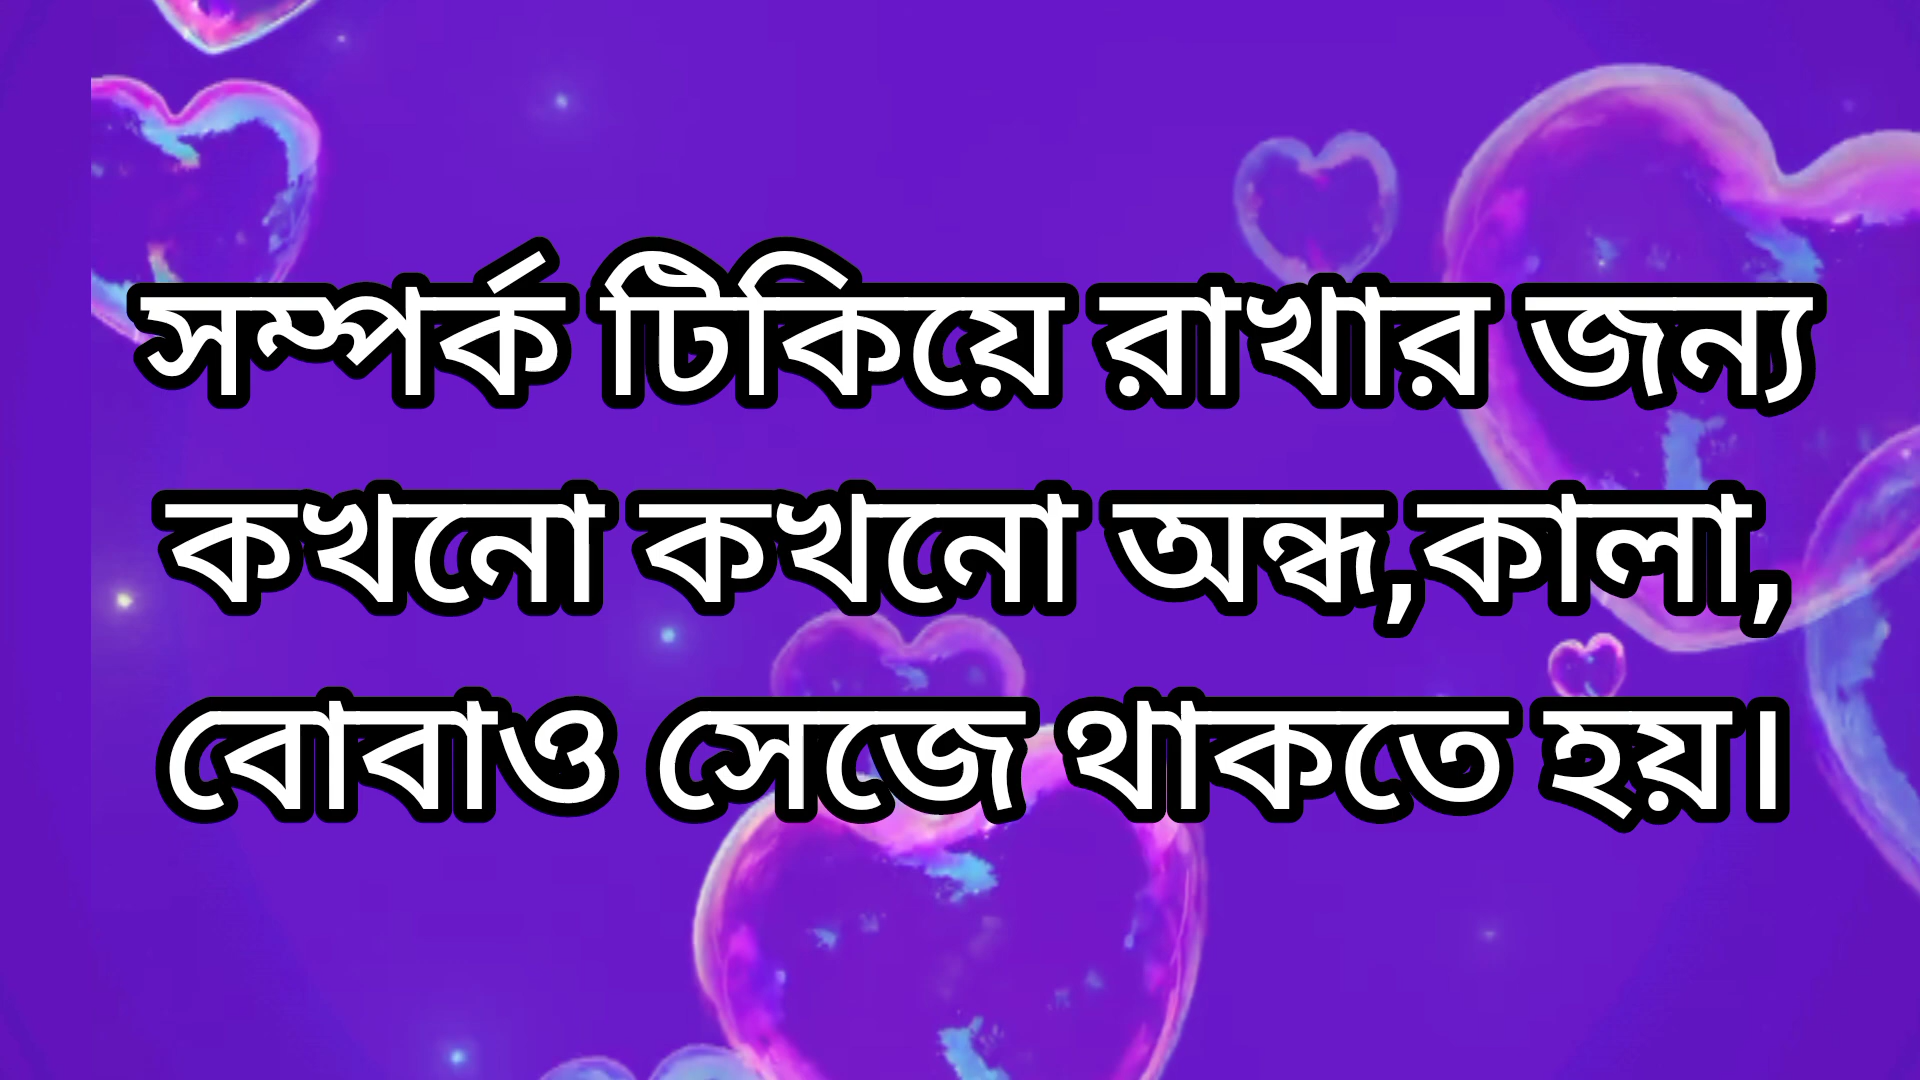 সম্পর্ক টিকিয়ে রাখার জন্য
কখনো কখনো অন্ধ,কালা,
বোবাও সেজে থাকতে হয়।